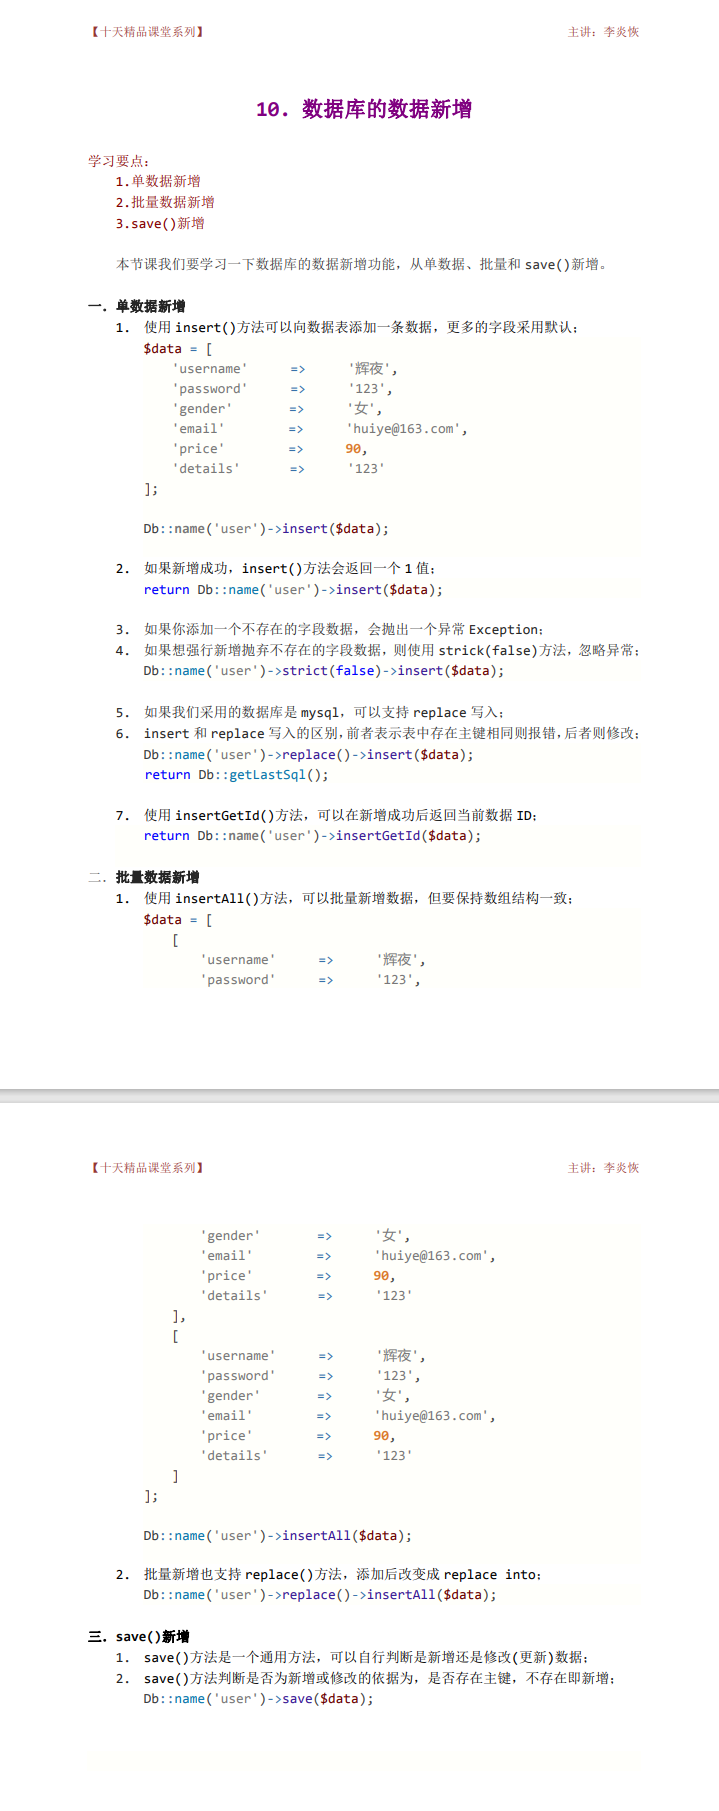 【十天精品课堂系列】 主讲：李炎恢
10．数据库的数据新增
学习要点：
1.单数据新增
2.批量数据新增
3.save()新增
本节课我们要学习一下数据库的数据新增功能，从单数据、批量和 save()新增。
一．单数据新增
1. 使用 insert()方法可以向数据表添加一条数据，更多的字段采用默认；
$data = [
'username' => '辉夜',
'password' => '123',
'gender' => '女',
'email' => 'huiye@163.com',
'price' => 90,
'details' => '123'
];
Db::name('user')->insert($data);
2. 如果新增成功，insert()方法会返回一个 1 值；
return Db::name('user')->insert($data);
3. 如果你添加一个不存在的字段数据，会抛出一个异常 Exception；
4. 如果想强行新增抛弃不存在的字段数据，则使用 strick(false)方法，忽略异常；
Db::name('user')->strict(false)->insert($data);
5. 如果我们采用的数据库是 mysql，可以支持 replace 写入；
6. insert 和 replace 写入的区别，前者表示表中存在主键相同则报错，后者则修改；
Db::name('user')->replace()->insert($data);
return Db::getLastSql();
7. 使用 insertGetId()方法，可以在新增成功后返回当前数据 ID；
return Db::name('user')->insertGetId($data);
二．批量数据新增
1. 使用 insertAll()方法，可以批量新增数据，但要保持数组结构一致；
$data = [
[
'username' => '辉夜',
'password' => '123',
【十天精品课堂系列】 主讲：李炎恢
'gender' => '女',
'email' => 'huiye@163.com',
'price' => 90,
'details' => '123'
],
[
'username' => '辉夜',
'password' => '123',
'gender' => '女',
'email' => 'huiye@163.com',
'price' => 90,
'details' => '123'
]
];
Db::name('user')->insertAll($data);
2. 批量新增也支持 replace()方法，添加后改变成 replace into；
Db::name('user')->replace()->insertAll($data);
三．save()新增
1. save()方法是一个通用方法，可以自行判断是新增还是修改(更新)数据；
2. save()方法判断是否为新增或修改的依据为，是否存在主键，不存在即新增；
Db::name('user')->save($data);